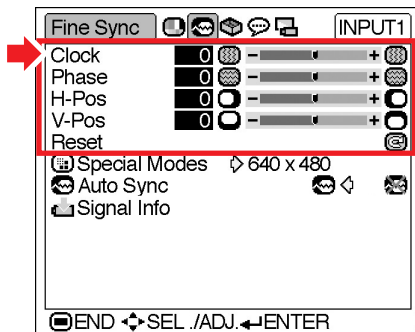 Fine Sync INPUT1
Clock 0 - +
Phase 0 - +
H-Pos 0 - +
V-Pos 0 - +
Reset
Special Modes 640 x 480
Auto Sync
Signal Info
END SEL ./ADJ. ENTER